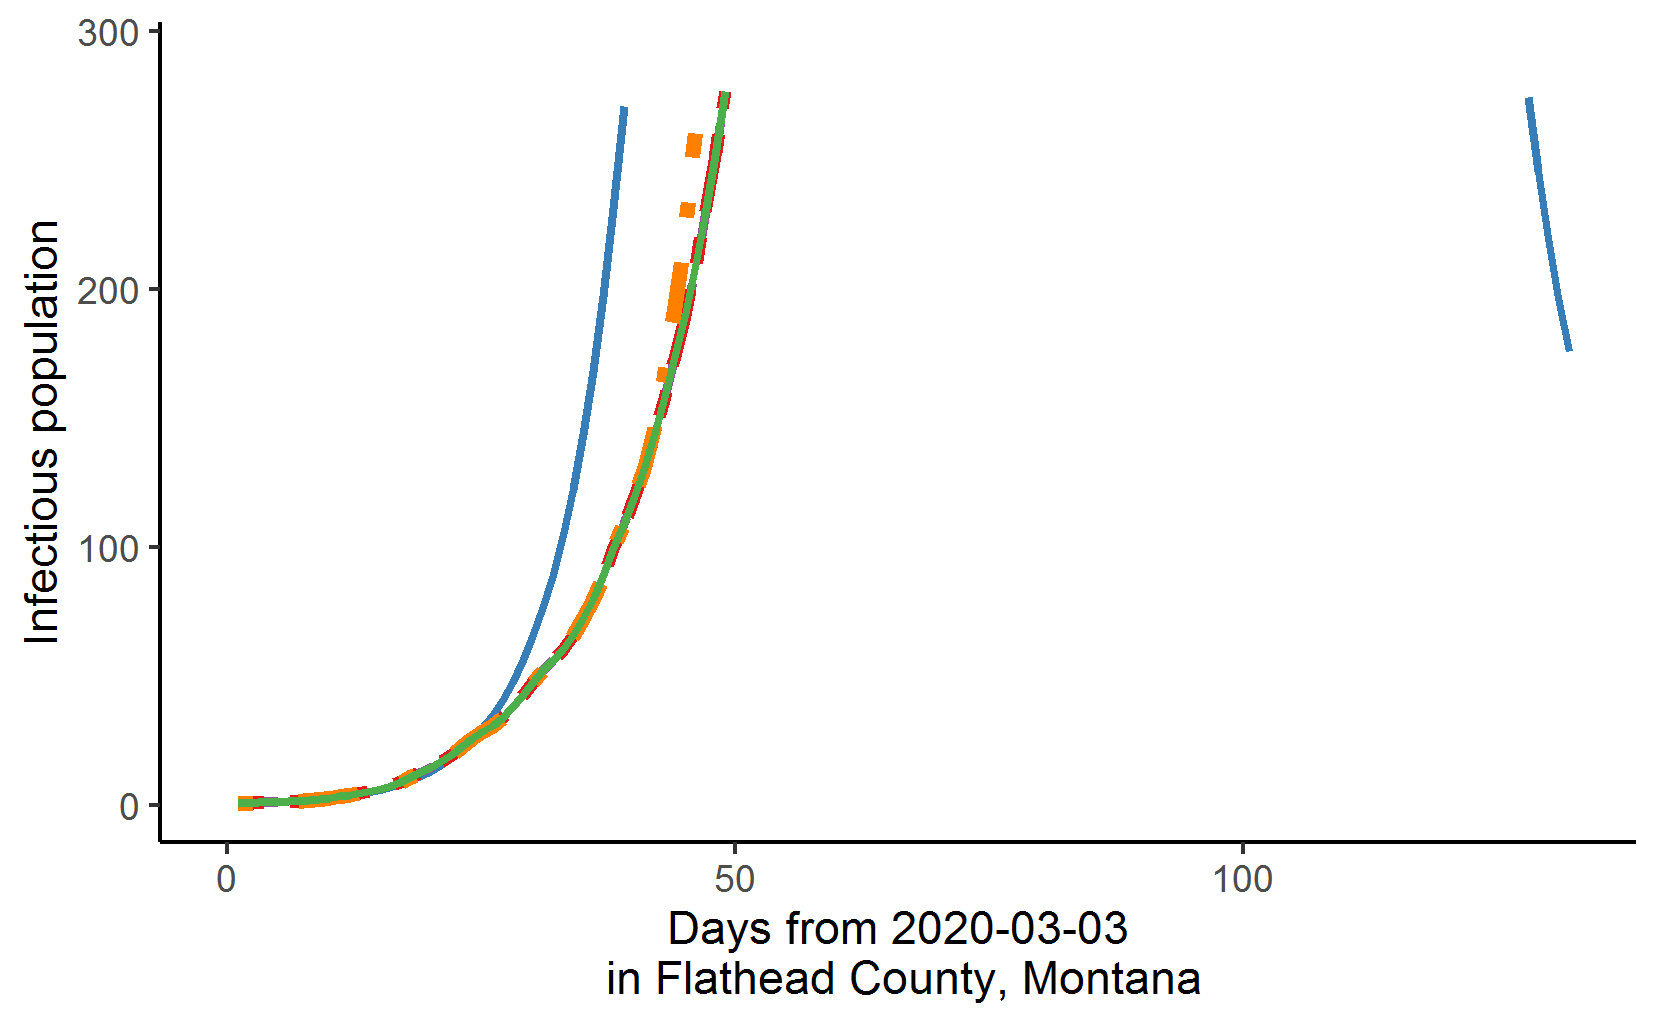 300
200
100
0
Infectious population
0 50 100
Days from 2020-03-03
in Flathead County, Montana